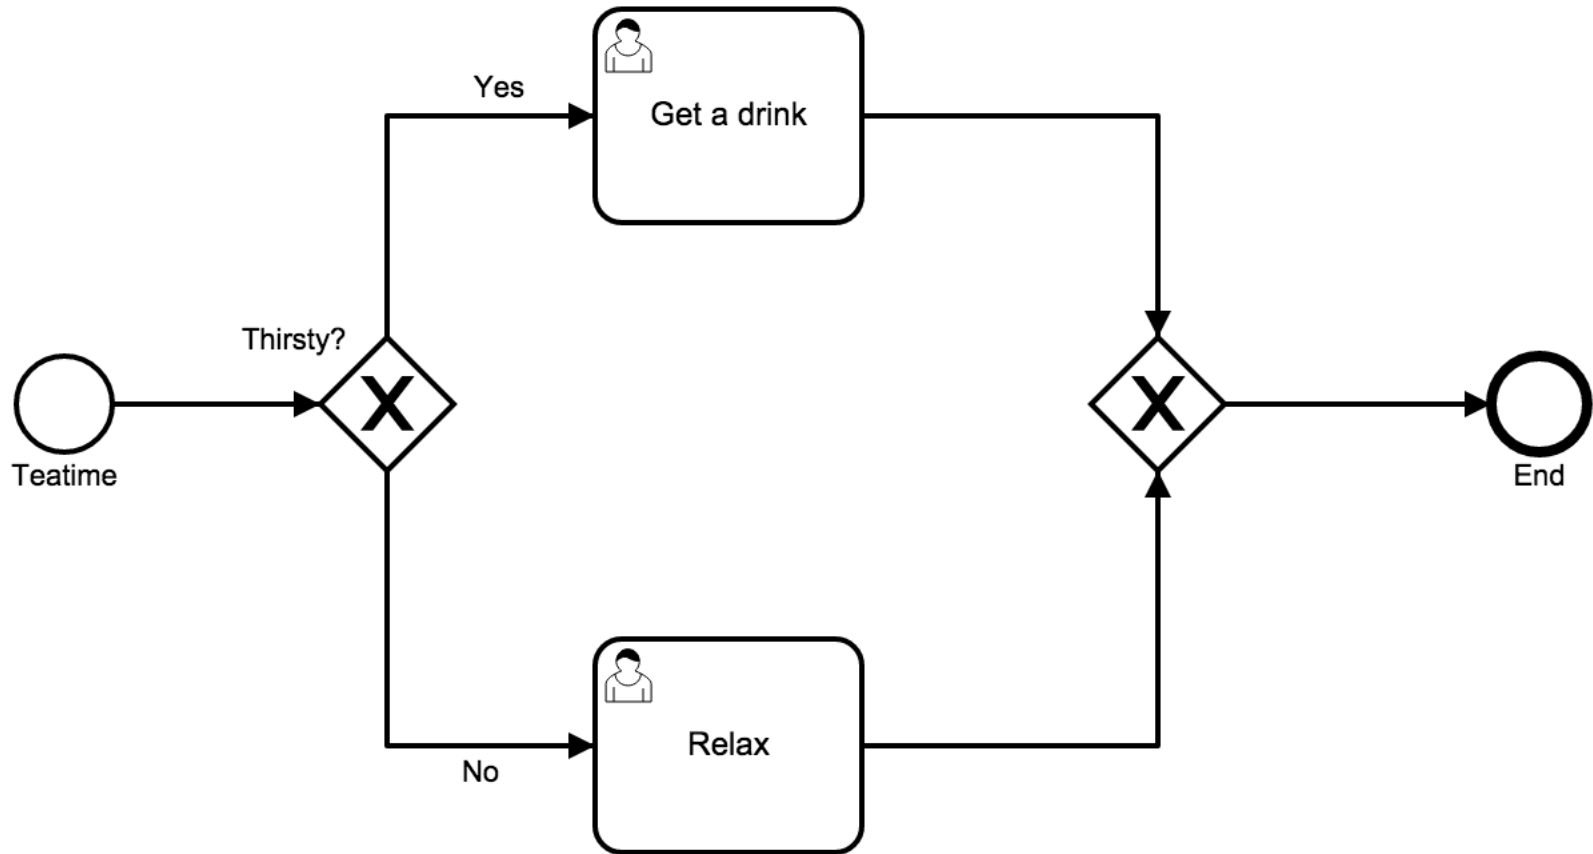 Yes
Get a drink
Thirsty?
X
X
Teatime
End
Relax
No